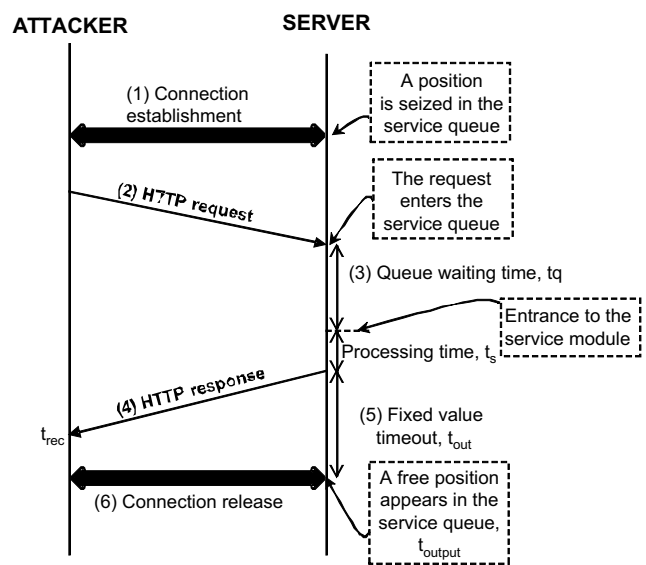 ATTACKER
SERVER
(1) Connection
establishment
A position
is seized in the
service queue
(2) HTTP request
The request
enters the
service queue
(3) Queue waiting time, tq
Entrance to the
service module
Processing time, ts
(4) HTTP response
trec
(5) Fixed value
timeout, tout
(6) Connection release
A free position
appears in the
service queue,
toutput